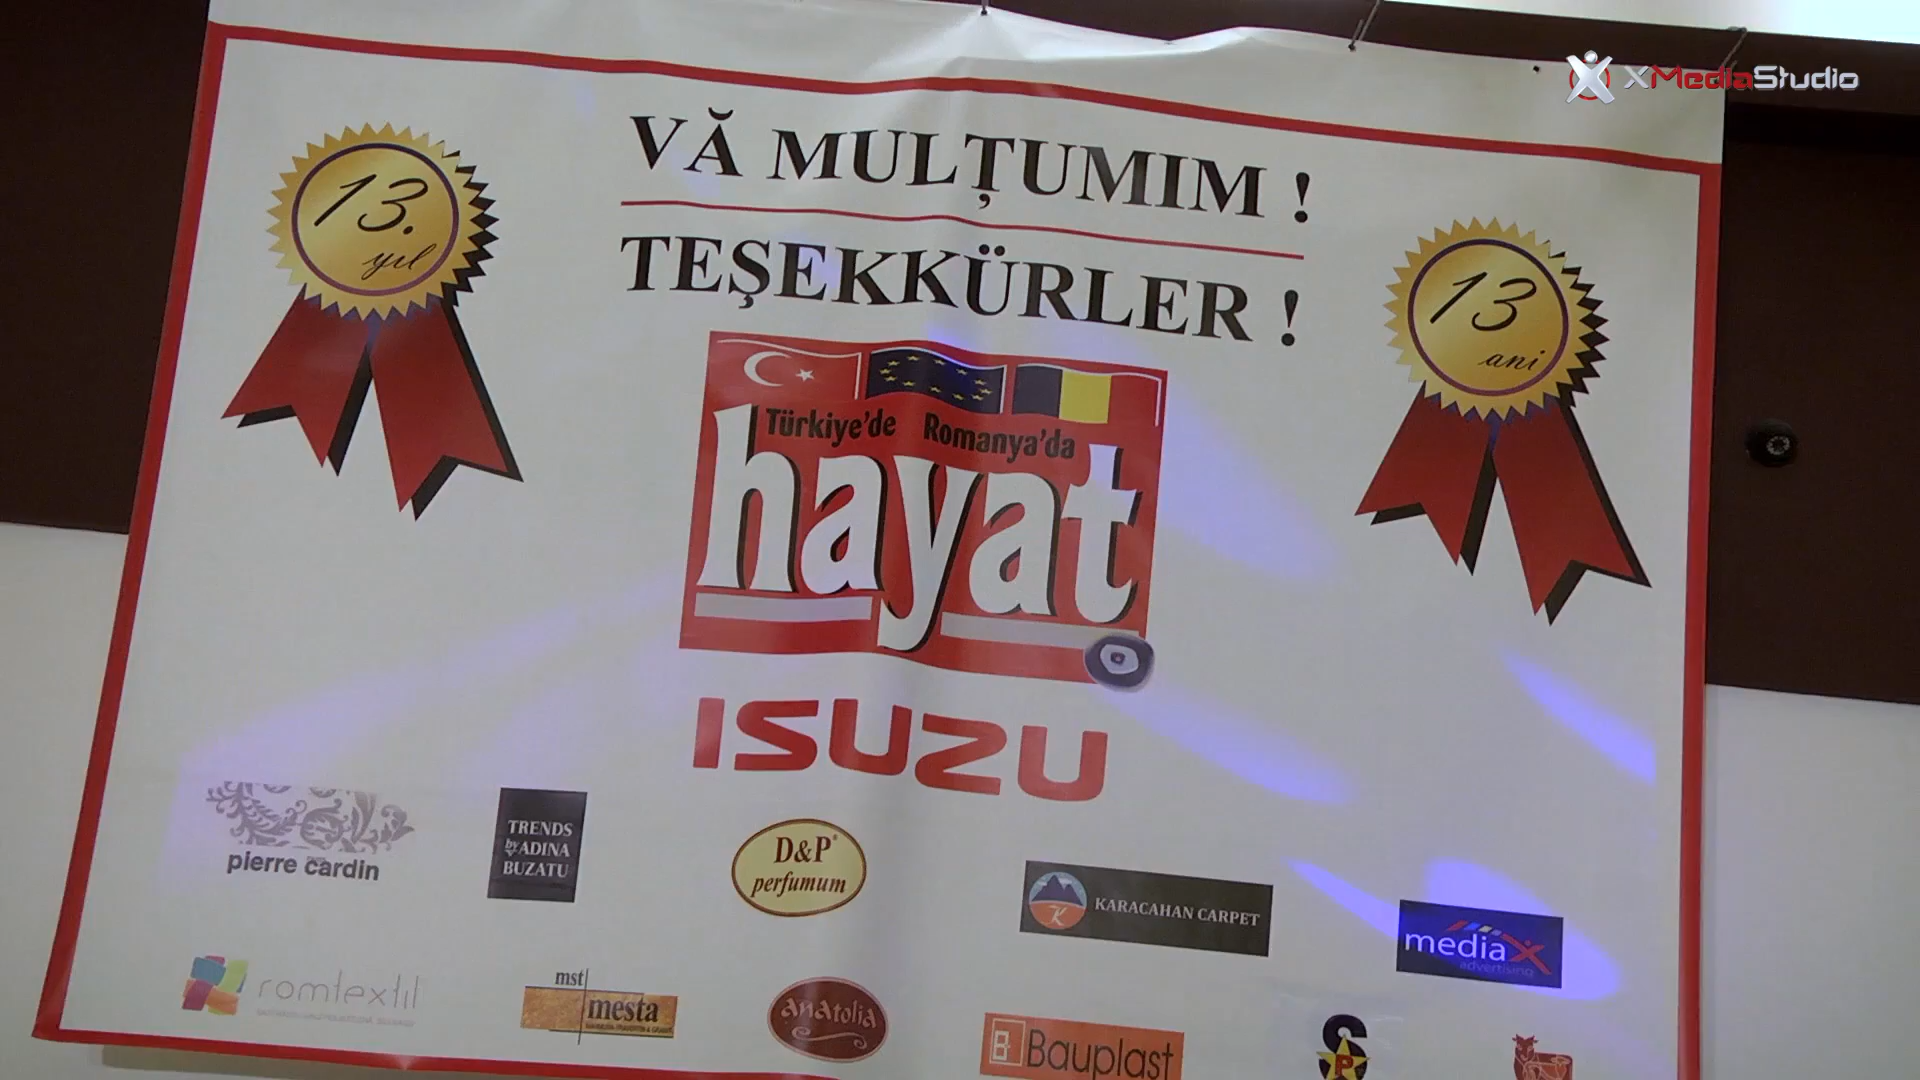 XMediaStudio
VĂ MULȚUMIM !
TEŞEKKÜRLER !
13.
yıl
13
ani
Türkiye'de Romanya'da
hayat
ISUZU
pierre cardin
TRENDS
by ADINA
BUZATU
D&P
perfumum
KARACAHAN CARPET
mediaX
advertising
romtextil
mst
mesta
anatolia
B Bauplast
S
P